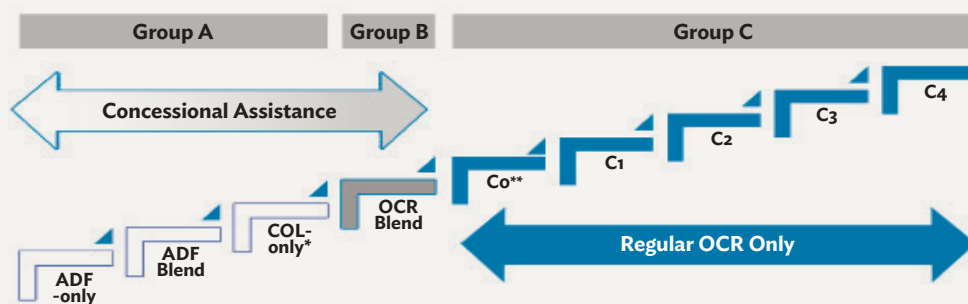 Group A
Group B
Group C
Concessional Assistance
ADF
-only
ADF
Blend
COL-
only*
OCR
Blend
C0**
C1
C2
C3
C4
Regular OCR Only